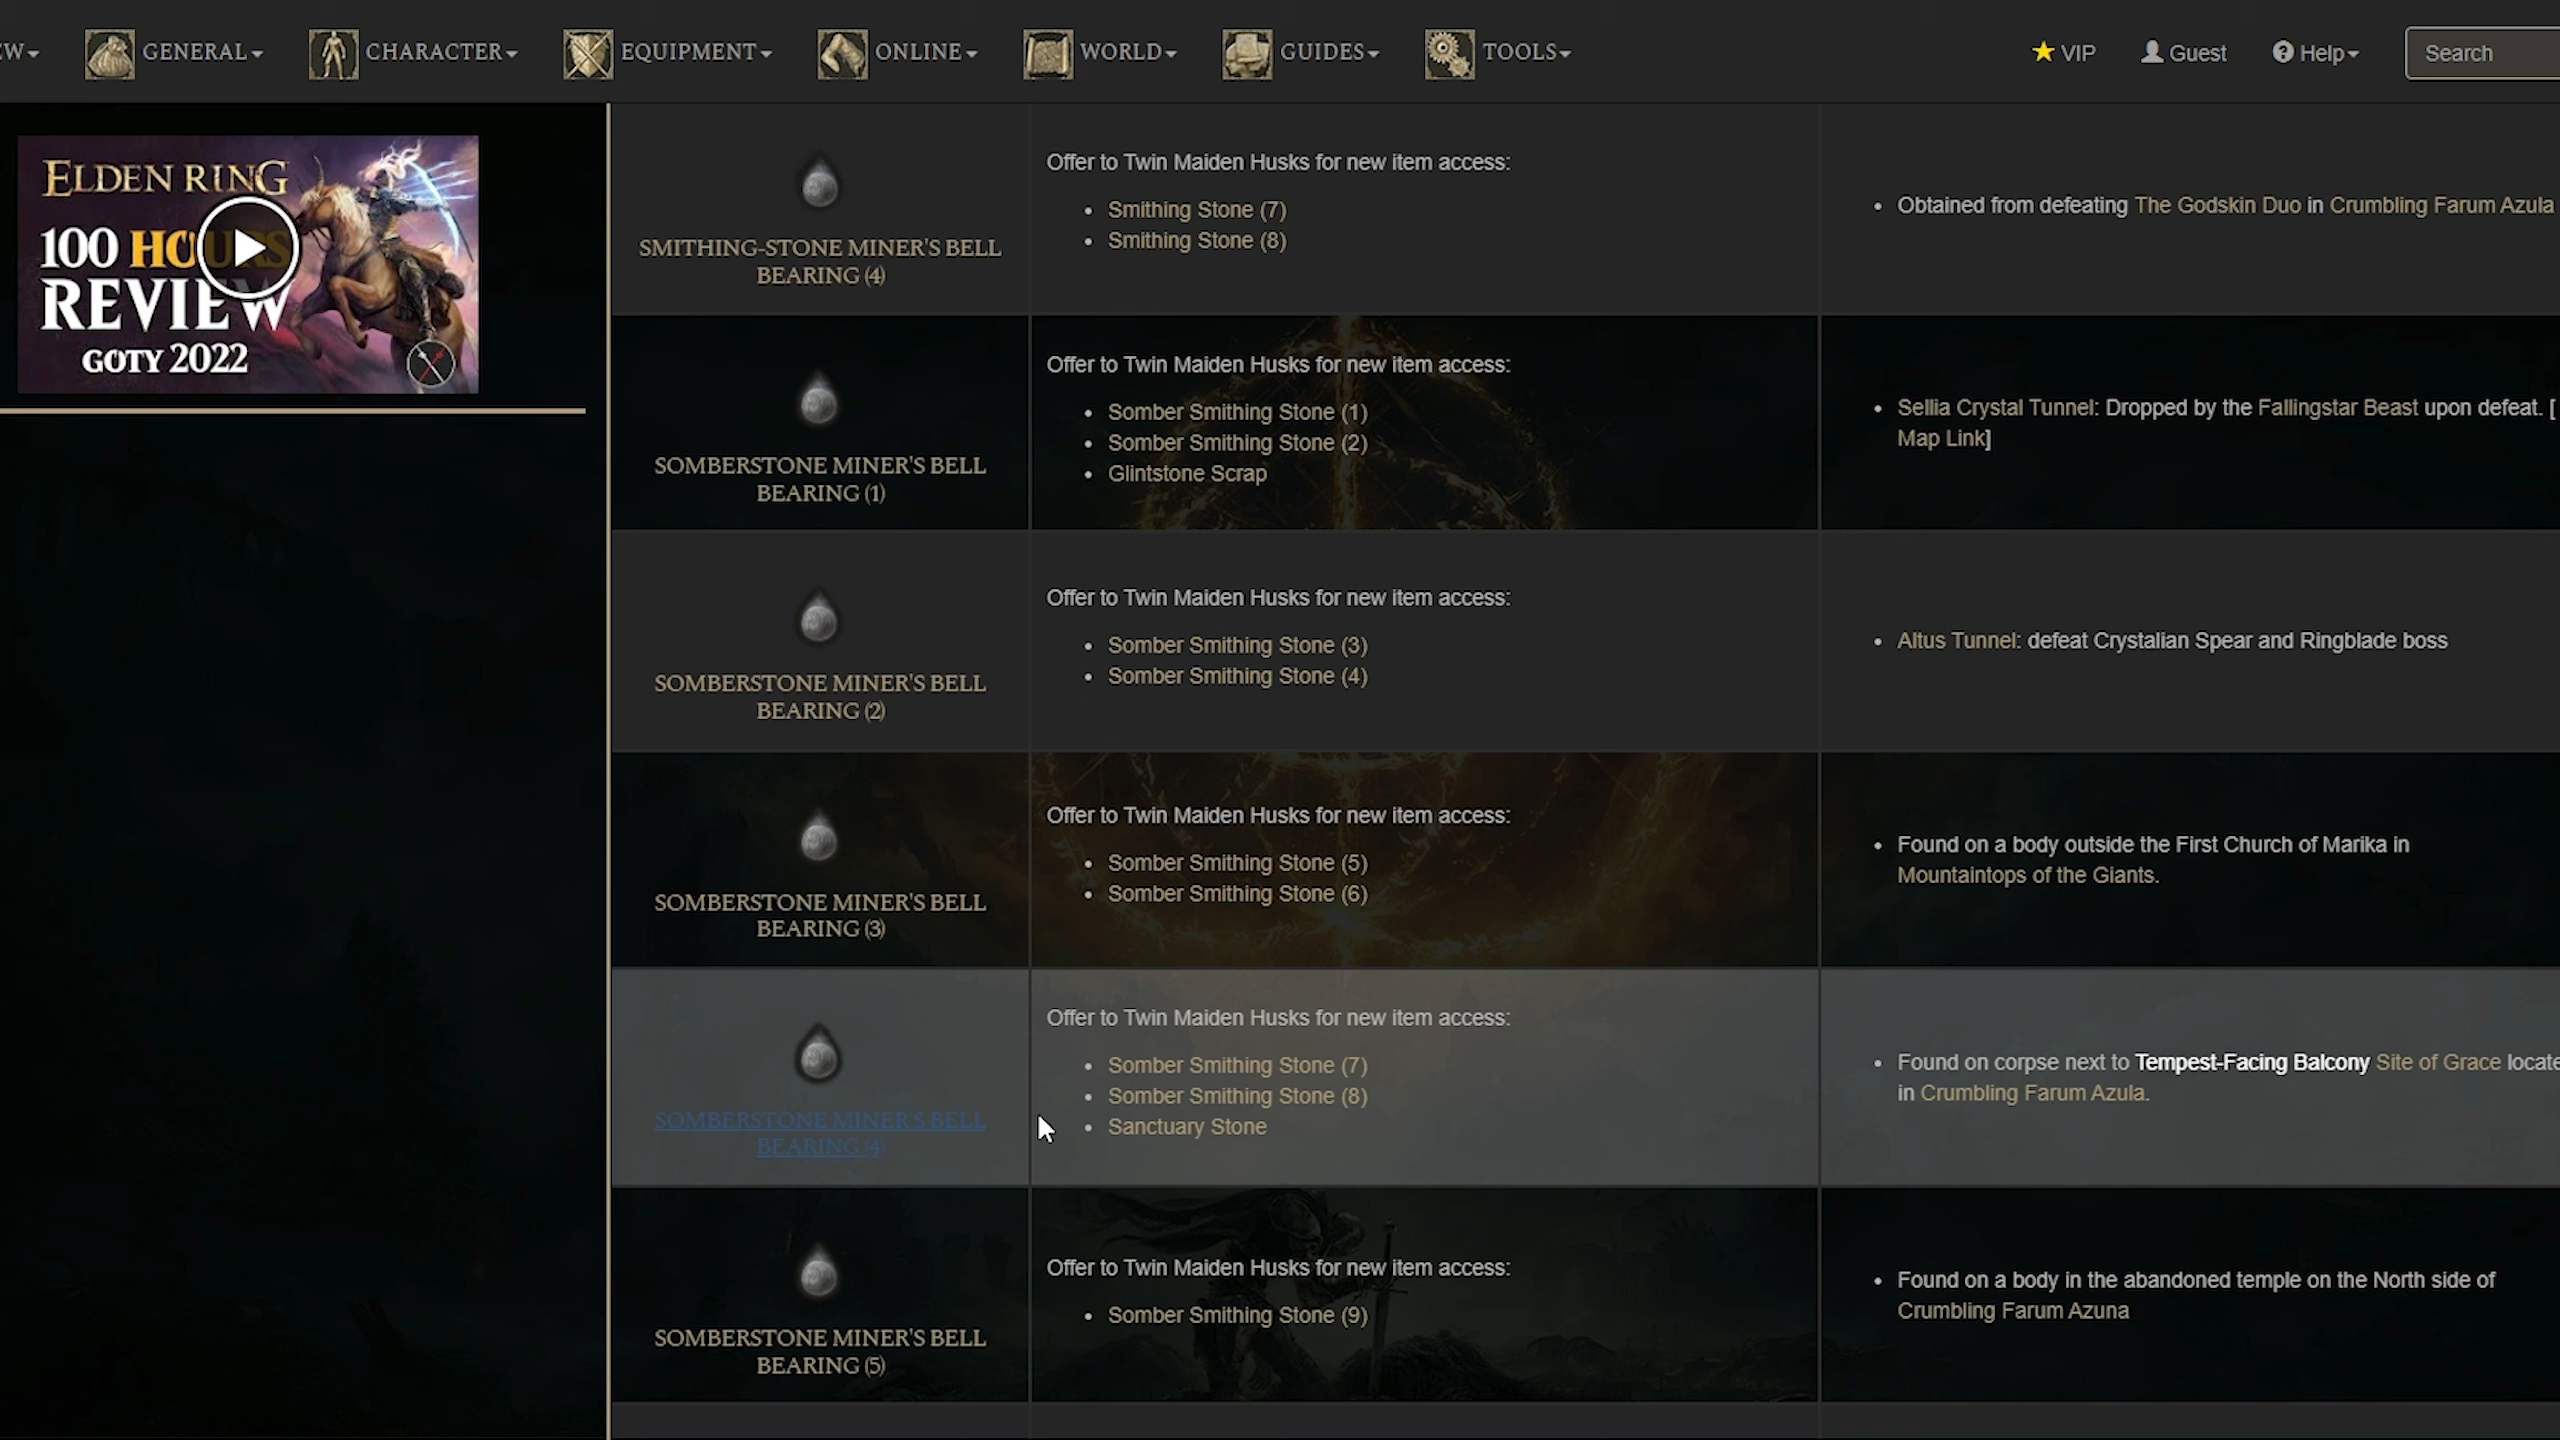 EW
GENERAL
CHARACTER
EQUIPMENT
ONLINE
WORLD
GUIDES
TOOLS
VIP
Guest
Help
Search
ELDEN RING
100 HOURS
REVIEW
GOTY 2022
SMITHING-STONE MINER'S BELL
BEARING (4)
Offer to Twin Maiden Husks for new item access:
Smithing Stone (7)
Smithing Stone (8)
Obtained from defeating The Godskin Duo in Crumbling Farum Azula
SOMBERSTONE MINER'S BELL
BEARING (1)
Offer to Twin Maiden Husks for new item access:
Somber Smithing Stone (1)
Somber Smithing Stone (2)
Glintstone Scrap
Sellia Crystal Tunnel: Dropped by the Fallingstar Beast upon defeat. [
Map Link]
SOMBERSTONE MINER'S BELL
BEARING (2)
Offer to Twin Maiden Husks for new item access:
Somber Smithing Stone (3)
Somber Smithing Stone (4)
Altus Tunnel: defeat Crystalian Spear and Ringblade boss
SOMBERSTONE MINER'S BELL
BEARING (3)
Offer to Twin Maiden Husks for new item access:
Somber Smithing Stone (5)
Somber Smithing Stone (6)
Found on a body outside the First Church of Marika in
Mountaintops of the Giants.
SOMBERSTONE MINER'S BELL
BEARING (4)
Offer to Twin Maiden Husks for new item access:
Somber Smithing Stone (7)
Somber Smithing Stone (8)
Sanctuary Stone
Found on corpse next to Tempest-Facing Balcony Site of Grace locate
in Crumbling Farum Azula.
SOMBERSTONE MINER'S BELL
BEARING (5)
Offer to Twin Maiden Husks for new item access:
Somber Smithing Stone (9)
Found on a body in the abandoned temple on the North side of
Crumbling Farum Azuna